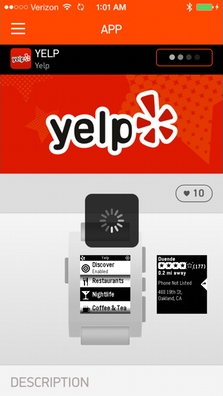 Verizon 1:01 AM
APP
YELP
Yelp
yelp
10
Yelp
Discover
Enabled
Restaurants
Nightlife
Coffee & Tea
Duende
(177)
0.2 mi away
Phone Not Listed
468 19th St,
Oakland, CA
DESCRIPTION